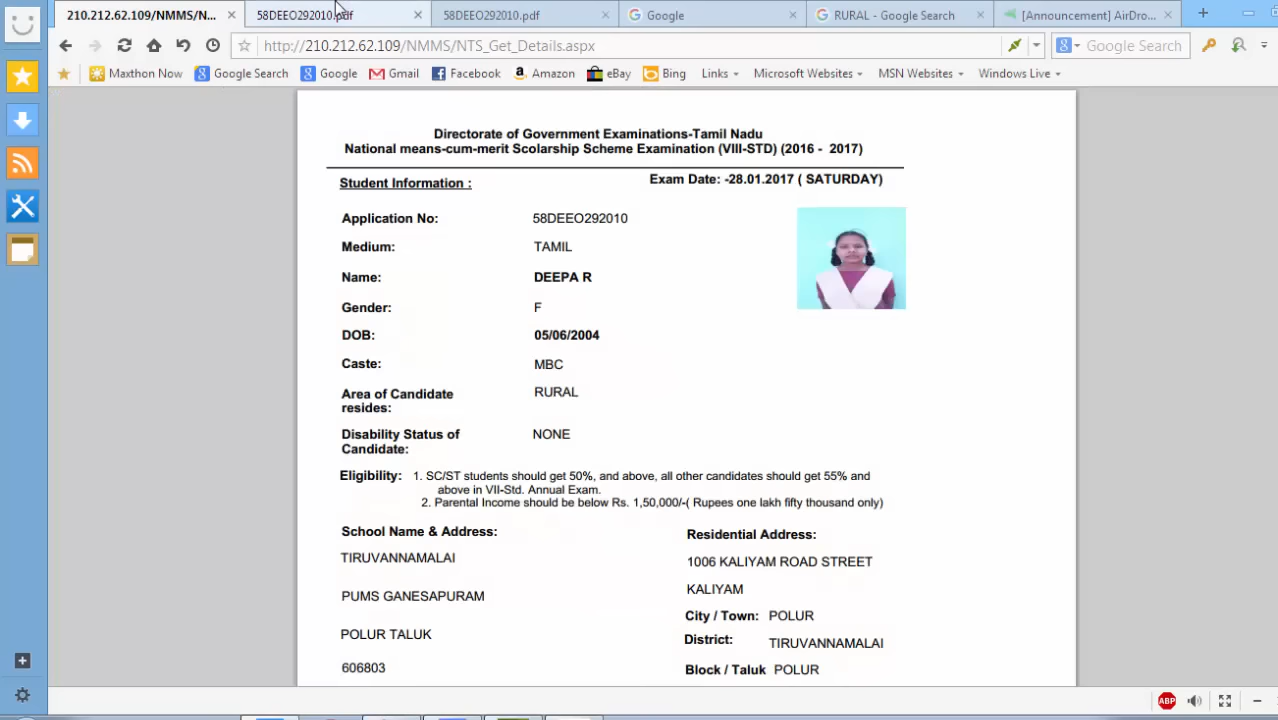 210.212.62.109/NMMS/N...
58DEEO292010.pdf
58DEEO292010.pdf
Google
RURAL - Google Search
[Announcement] AirDro...
http://210.212.62.109/NMMS/NTS_Get_Details.aspx
Google Search
Maxthon Now
Google Search
Google
Gmail
Facebook
Amazon
eBay
Bing
Links
Microsoft Websites
MSN Websites
Windows Live
Directorate of Government Examinations-Tamil Nadu
National means-cum-merit Scolarship Scheme Examination (VIII-STD) (2016 - 2017)
Student Information :
Exam Date: -28.01.2017 ( SATURDAY)
Application No: 58DEEO292010
Medium: TAMIL
Name: DEEPA R
Gender: F
DOB: 05/06/2004
Caste: MBC
Area of Candidate resides: RURAL
Disability Status of Candidate: NONE
Eligibility: 1. SC/ST students should get 50%, and above, all other candidates should get 55% and
above in VII-Std. Annual Exam.
2. Parental Income should be below Rs. 1,50,000/-( Rupees one lakh fifty thousand only)
School Name & Address:
TIRUVANNAMALAI
PUMS GANESAPURAM
POLUR TALUK
606803
Residential Address:
1006 KALIYAM ROAD STREET
KALIYAM
City / Town: POLUR
District: TIRUVANNAMALAI
Block / Taluk POLUR
ABP